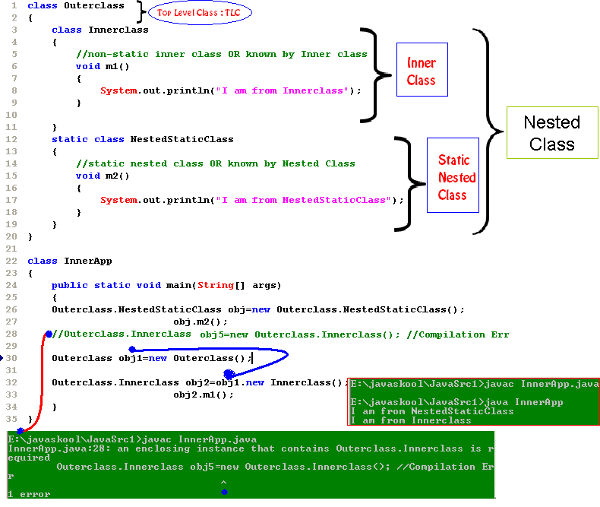 1 class Outerclass
Top Level Class : TLC
2 {
3 class Innerclass
4 {
5 //non-static inner class OR known by Inner class
6 void m1()
7 {
8 System.out.println("I am from Innerclass");
9 }
10
11 }
Inner
Class
12 static class NestedStaticClass
13 {
14 //static nested class OR known by Nested Class
15 void m2()
16 {
17 System.out.println("I am from NestedStaticClass");
18 }
19 }
20 }
Static
Nested
Class
Nested
Class
21
22 class InnerApp
23 {
24 public static void main(String[] args)
25 {
26 Outerclass.NestedStaticClass obj=new Outerclass.NestedStaticClass();
27 obj.m2();
28 //Outerclass.Innerclass obj5=new Outerclass.Innerclass(); //Compilation Err
29
30 Outerclass obj1=new Outerclass();
31
32 Outerclass.Innerclass obj2=obj1.new Innerclass();
33 obj2.m1();
34 }
35 }
E:\javaskool\JavaSrc1>javac InnerApp.java
E:\javaskool\JavaSrc1>java InnerApp
I am from NestedStaticClass
I am from Innerclass
E:\javaskool\JavaSrc1>javac InnerApp.java
InnerApp.java:28: an enclosing instance that contains Outerclass.Innerclass is r
equired
Outerclass.Innerclass obj5=new Outerclass.Innerclass(); //Compilation Er
r
^
1 error